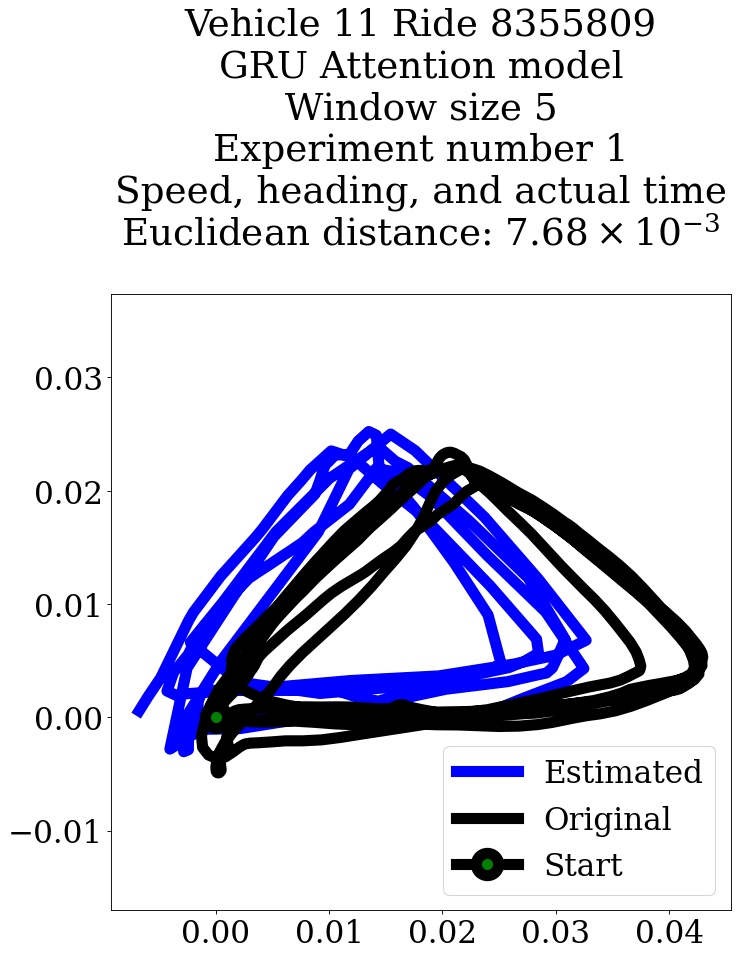 Vehicle 11 Ride 8355809
GRU Attention model
Window size 5
Experiment number 1
Speed, heading, and actual time
Euclidean distance: 7.68 × 10⁻³
0.03
0.02
0.01
0.00
−0.01
0.00 0.01 0.02 0.03 0.04
Estimated
Original
Start